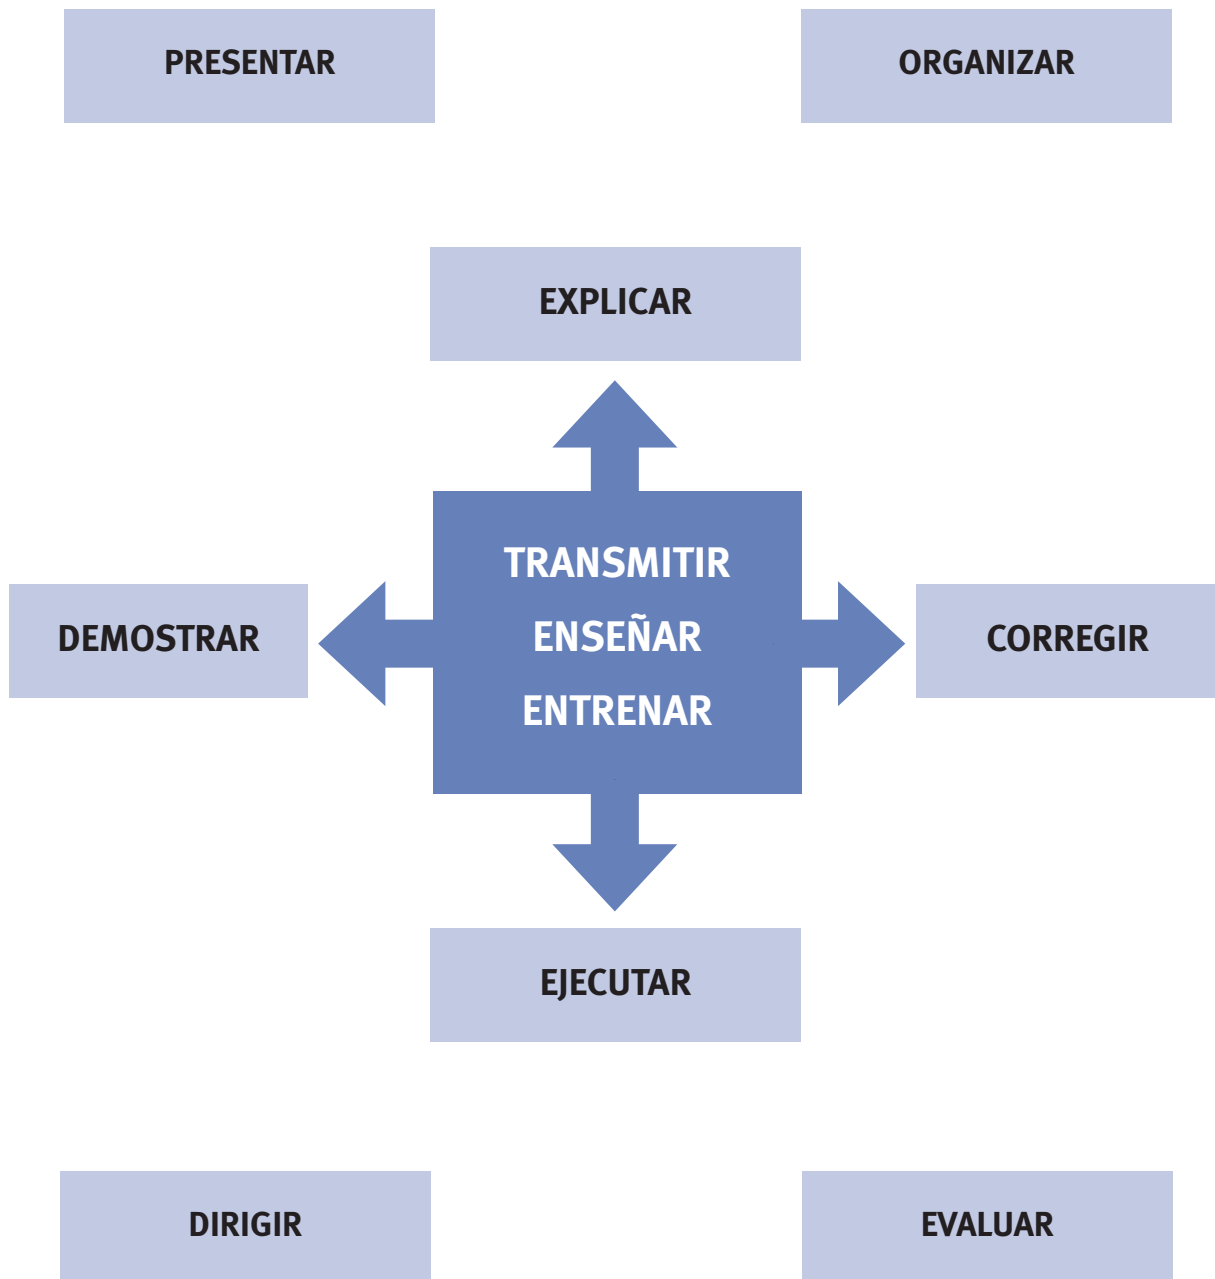 PRESENTAR
ORGANIZAR
EXPLICAR
TRANSMITIR
ENSEÑAR
ENTRENAR
DEMOSTRAR
CORREGIR
EJECUTAR
DIRIGIR
EVALUAR